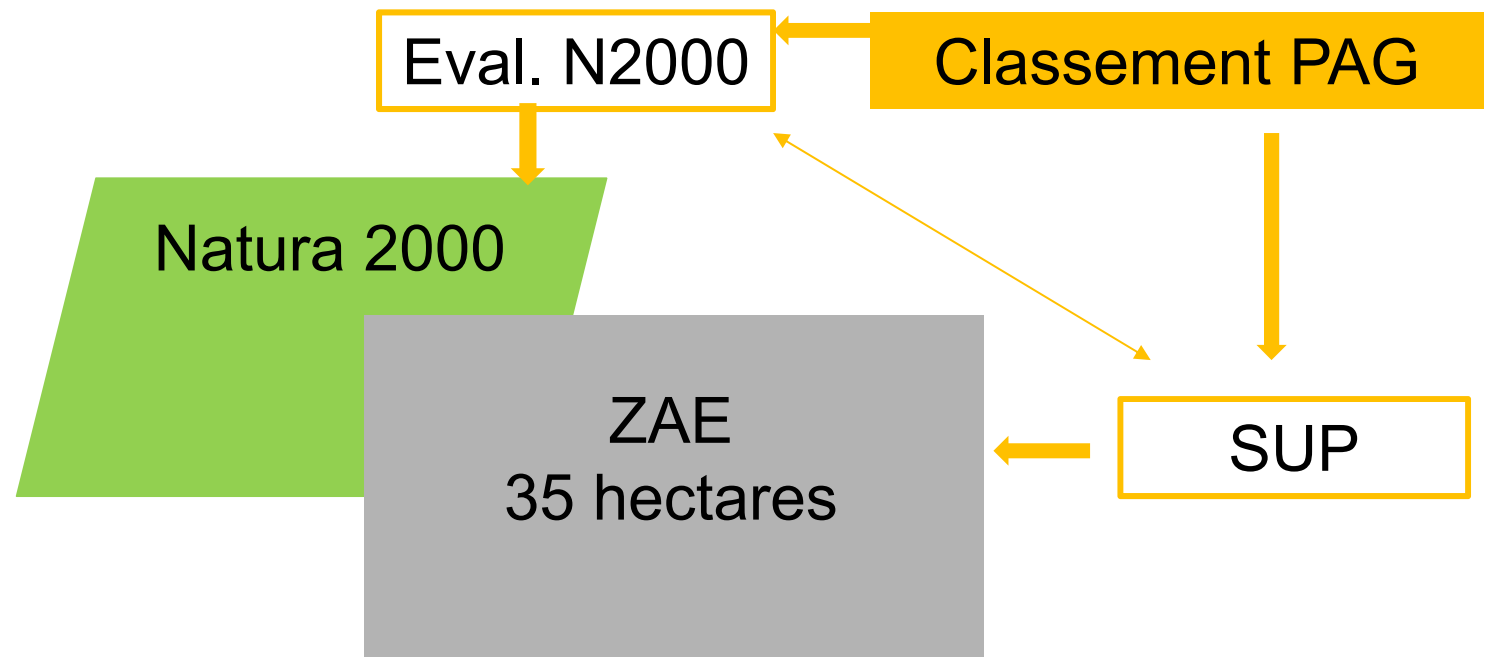 Eval. N2000
Classement PAG
Natura 2000
ZAE
35 hectares
SUP